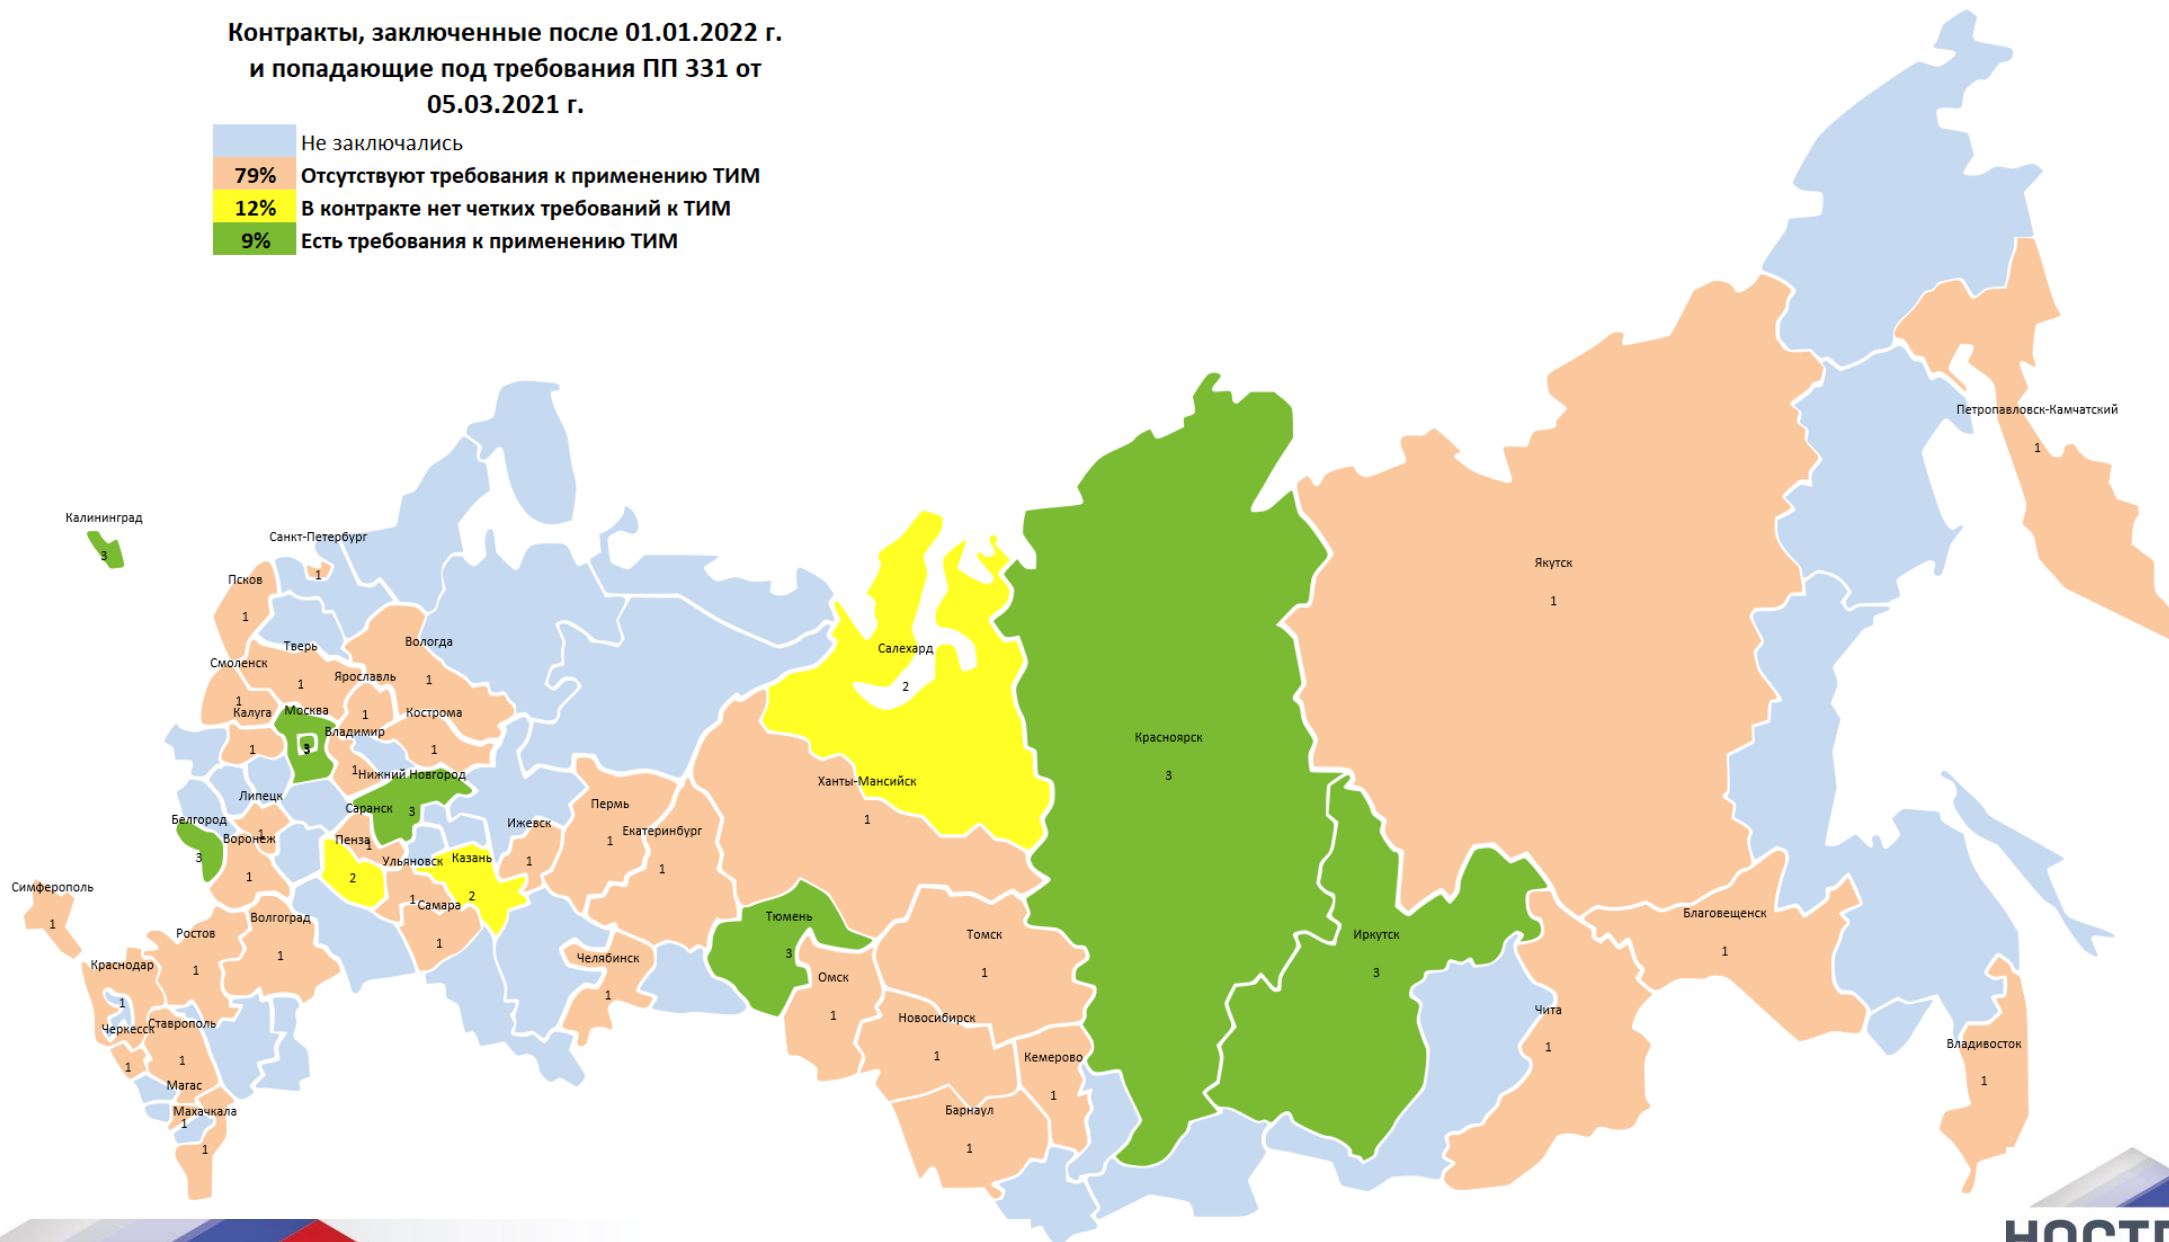 Контракты, заключенные после 01.01.2022 г.
и попадающие под требования ПП 331 от
05.03.2021 г.
Не заключались
79% Отсутствуют требования к применению ТИМ
12% В контракте нет четких требований к ТИМ
9% Есть требования к применению ТИМ
Петропавловск-Камчатский
1
Калининград
3
Санкт-Петербург
1
Псков
1
Якутск
1
Вологда
1
Тверь
1
Салехард
2
Смоленск
1
Ярославль
1
Калуга
1
Москва
3
Кострома
1
Владимир
1
Красноярск
3
Нижний Новгород
3
Ханты-Мансийск
1
Липецк
1
Саранск
1
Пермь
1
Белгород
3
Ижевск
1
Екатеринбург
1
Воронеж
1
Пенза
2
Ульяновск
1
Казань
2
Симферополь
1
Самара
1
Волгоград
1
Тюмень
3
Благовещенск
1
Ростов
1
Томск
1
Иркутск
3
Челябинск
1
Краснодар
1
Омск
1
Чита
1
Новосибирск
1
Черкесск
1
Ставрополь
1
Владивосток
1
Кемерово
1
Магас
1
Махачкала
1
Барнаул
1